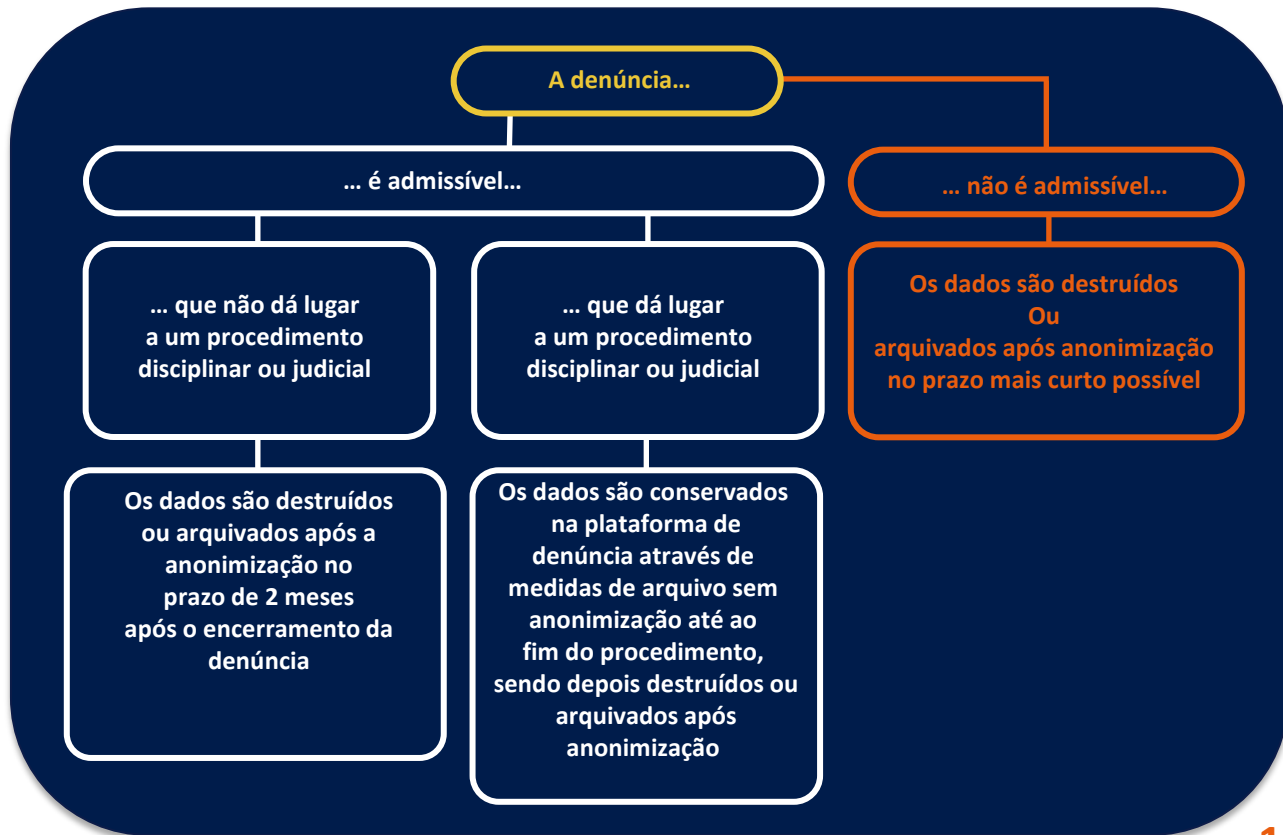 A denúncia...
... é admissível...
... não é admissível...
... que não dá lugar
a um procedimento
disciplinar ou judicial
... que dá lugar
a um procedimento
disciplinar ou judicial
Os dados são destruídos
Ou
arquivados após anonimização
no prazo mais curto possível
Os dados são destruídos
ou arquivados após a
anonimização no
prazo de 2 meses
após o encerramento da
denúncia
Os dados são conservados
na plataforma de
denúncia através de
medidas de arquivo sem
anonimização até ao
fim do procedimento,
sendo depois destruídos ou
arquivados após
anonimização